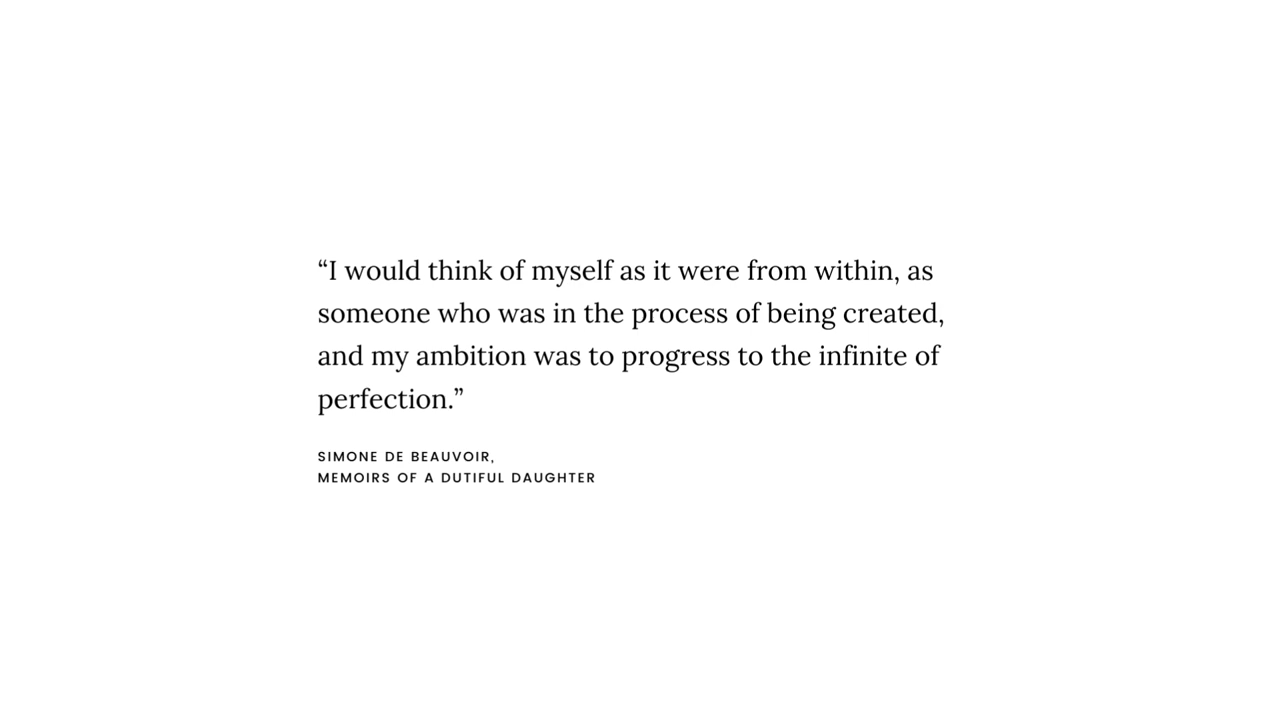 “I would think of myself as it were from within, as
someone who was in the process of being created,
and my ambition was to progress to the infinite of
perfection.”
SIMONE DE BEAUVOIR,
MEMOIRS OF A DUTIFUL DAUGHTER